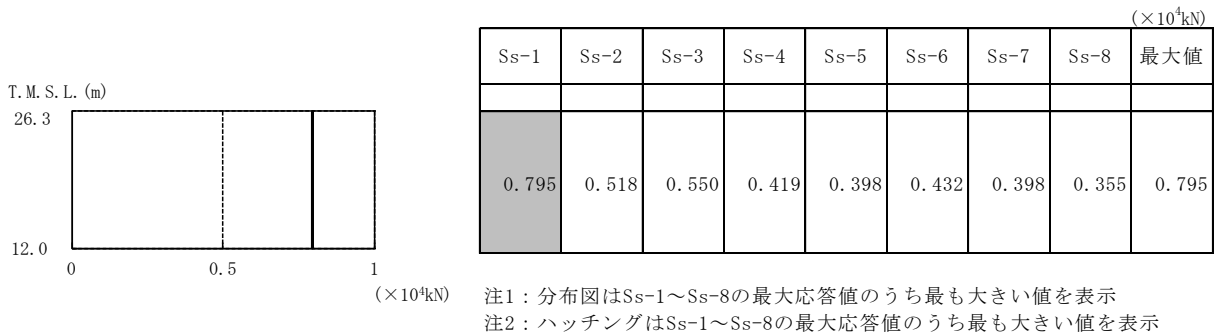 T.M.S.L.(m)
26.3
12.0
0 0.5 1
(×10⁴kN)
(×10⁴kN)
Ss-1 Ss-2 Ss-3 Ss-4 Ss-5 Ss-6 Ss-7 Ss-8 最大値
0.795 0.518 0.550 0.419 0.398 0.432 0.398 0.355 0.795
注1：分布図はSs-1～Ss-8の最大応答値のうち最も大きい値を表示
注2：ハッチングはSs-1～Ss-8の最大応答値のうち最も大きい値を表示